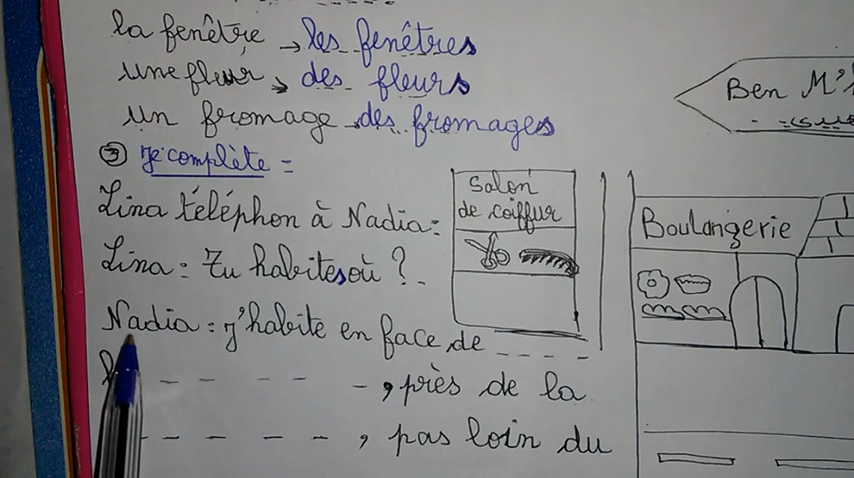 la fenêtre → les fenêtres
une fleur → des fleurs
un fromage → des fromages
③ Je complète =
Lina téléphon à Nadia:
Lina: Tu habites où ?
Nadia: j'habite en face de _ _ _ _
_ _ _ _ _, près de la
_ _ _ _ _, pas loin du
Salon
de coiffur
Boulangerie
Ben M'